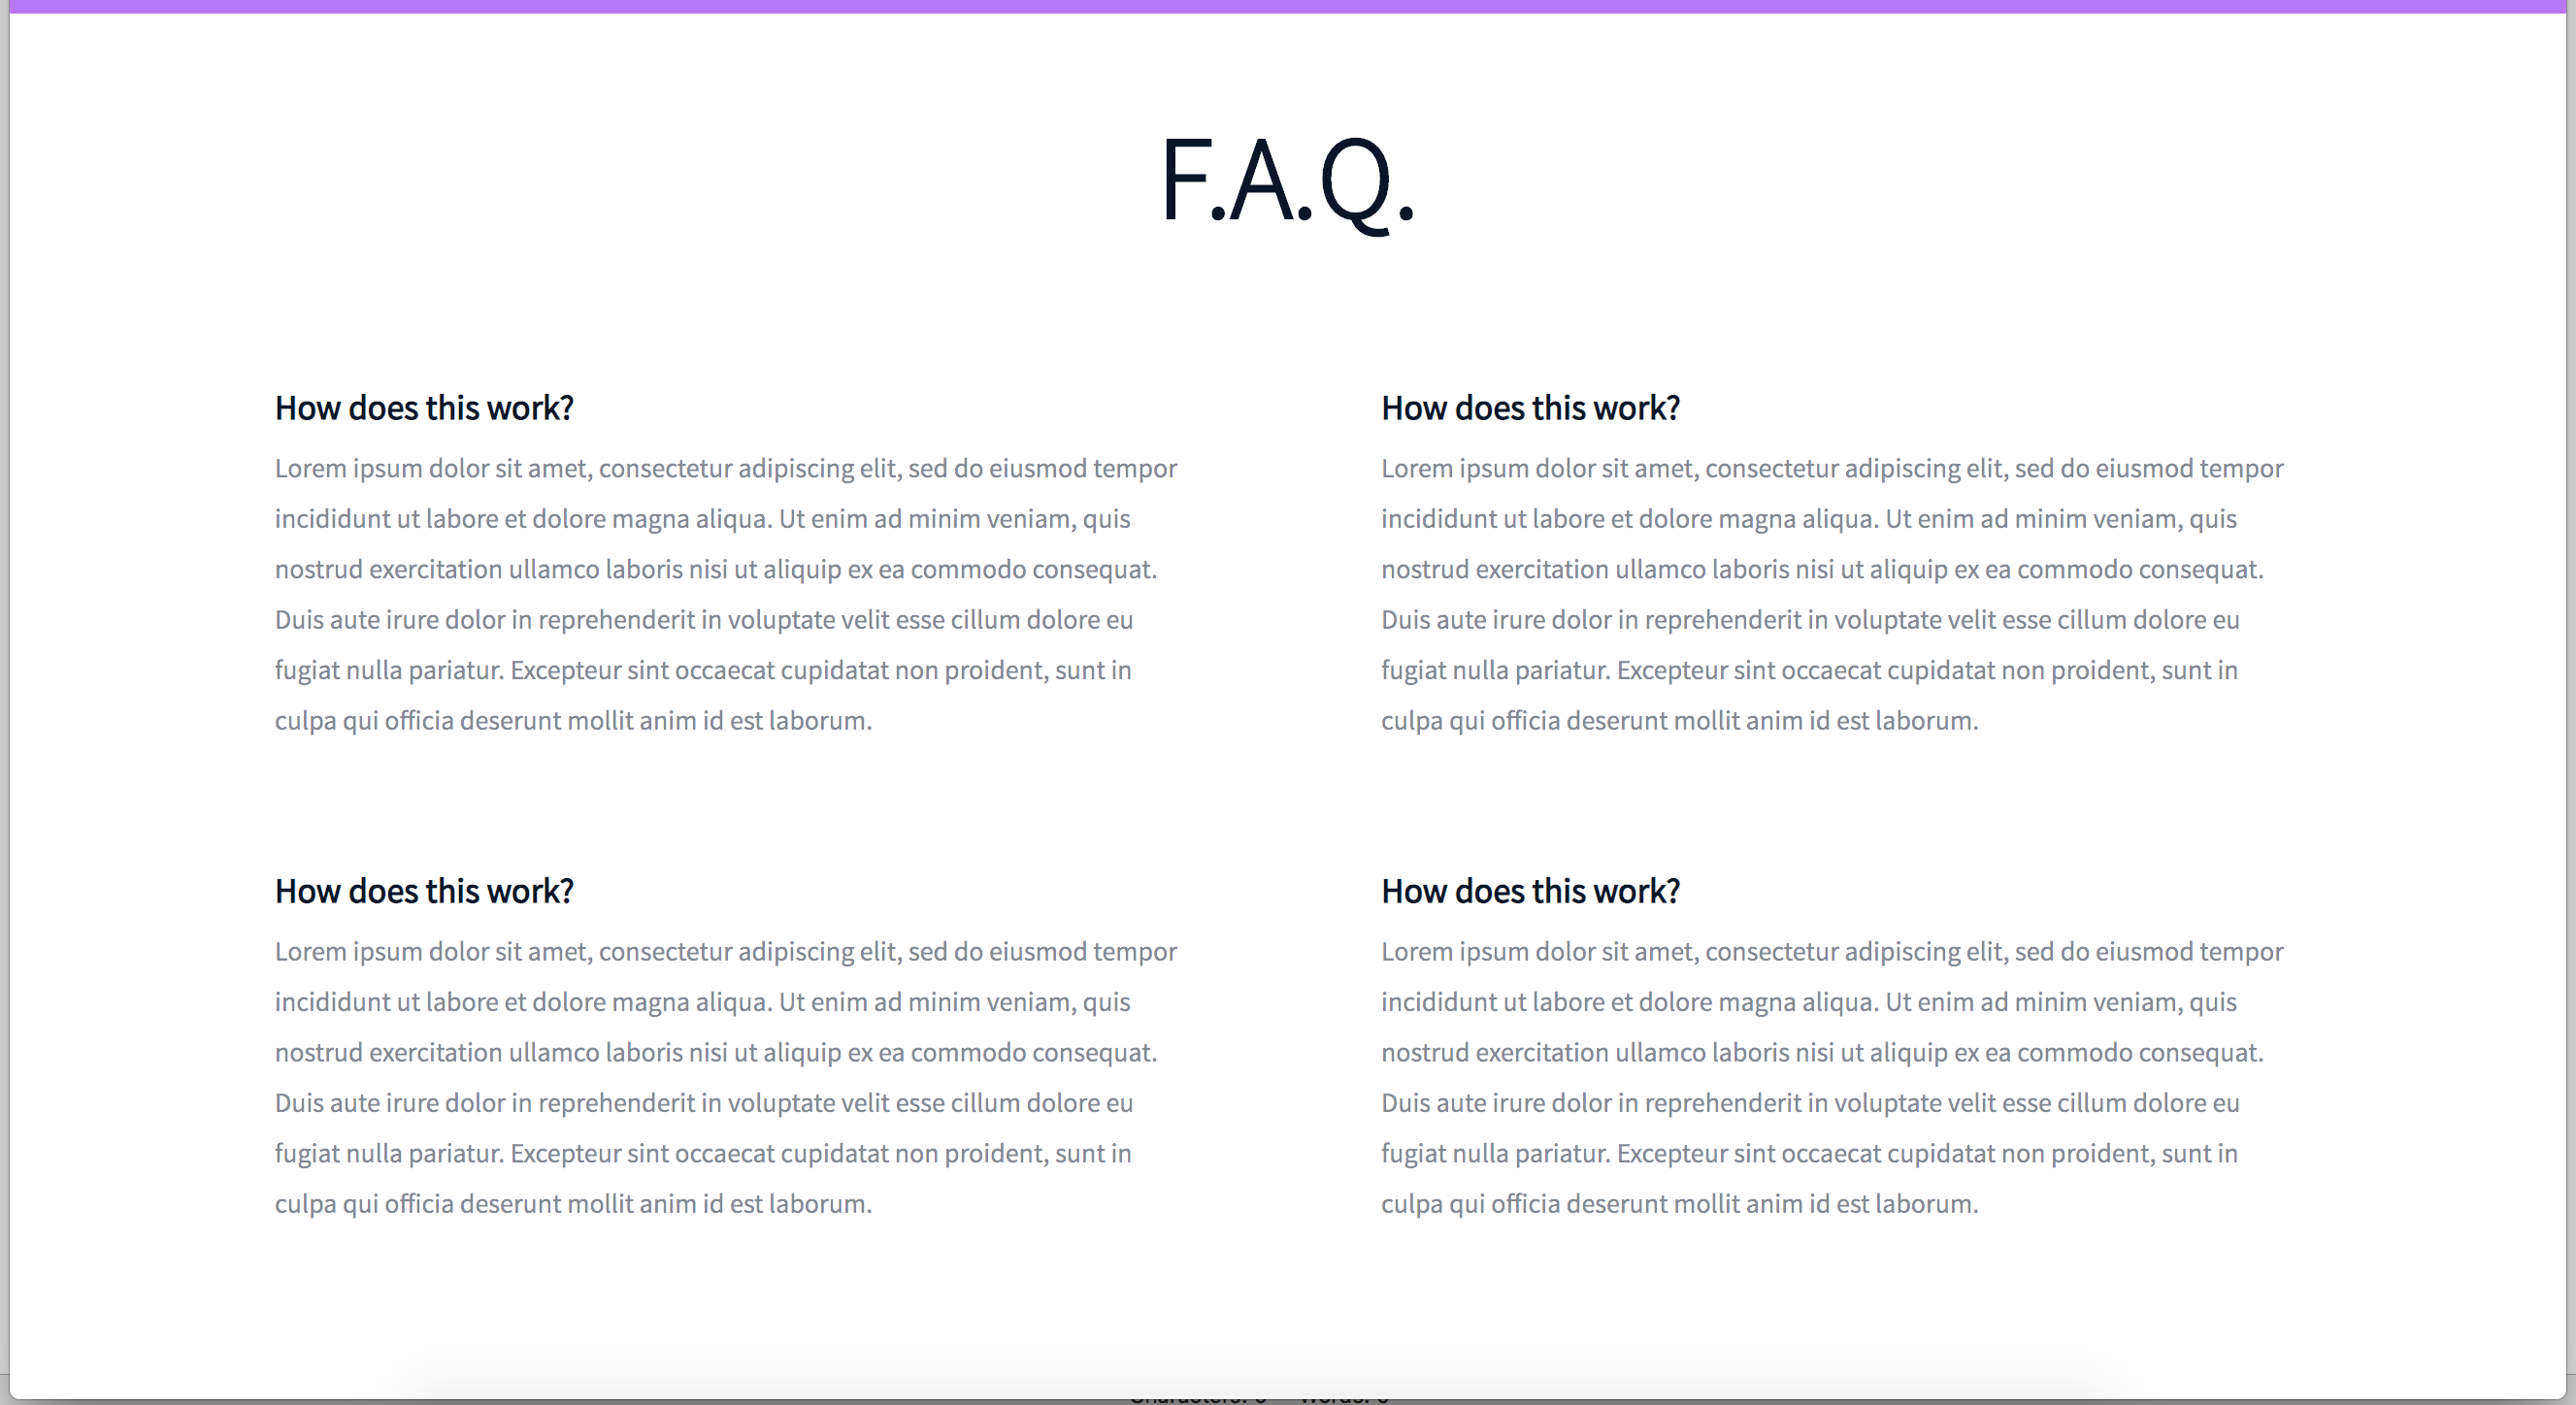 F.A.Q.
How does this work?
Lorem ipsum dolor sit amet, consectetur adipiscing elit, sed do eiusmod tempor
incididunt ut labore et dolore magna aliqua. Ut enim ad minim veniam, quis
nostrud exercitation ullamco laboris nisi ut aliquip ex ea commodo consequat.
Duis aute irure dolor in reprehenderit in voluptate velit esse cillum dolore eu
fugiat nulla pariatur. Excepteur sint occaecat cupidatat non proident, sunt in
culpa qui officia deserunt mollit anim id est laborum.
How does this work?
Lorem ipsum dolor sit amet, consectetur adipiscing elit, sed do eiusmod tempor
incididunt ut labore et dolore magna aliqua. Ut enim ad minim veniam, quis
nostrud exercitation ullamco laboris nisi ut aliquip ex ea commodo consequat.
Duis aute irure dolor in reprehenderit in voluptate velit esse cillum dolore eu
fugiat nulla pariatur. Excepteur sint occaecat cupidatat non proident, sunt in
culpa qui officia deserunt mollit anim id est laborum.
How does this work?
Lorem ipsum dolor sit amet, consectetur adipiscing elit, sed do eiusmod tempor
incididunt ut labore et dolore magna aliqua. Ut enim ad minim veniam, quis
nostrud exercitation ullamco laboris nisi ut aliquip ex ea commodo consequat.
Duis aute irure dolor in reprehenderit in voluptate velit esse cillum dolore eu
fugiat nulla pariatur. Excepteur sint occaecat cupidatat non proident, sunt in
culpa qui officia deserunt mollit anim id est laborum.
How does this work?
Lorem ipsum dolor sit amet, consectetur adipiscing elit, sed do eiusmod tempor
incididunt ut labore et dolore magna aliqua. Ut enim ad minim veniam, quis
nostrud exercitation ullamco laboris nisi ut aliquip ex ea commodo consequat.
Duis aute irure dolor in reprehenderit in voluptate velit esse cillum dolore eu
fugiat nulla pariatur. Excepteur sint occaecat cupidatat non proident, sunt in
culpa qui officia deserunt mollit anim id est laborum.